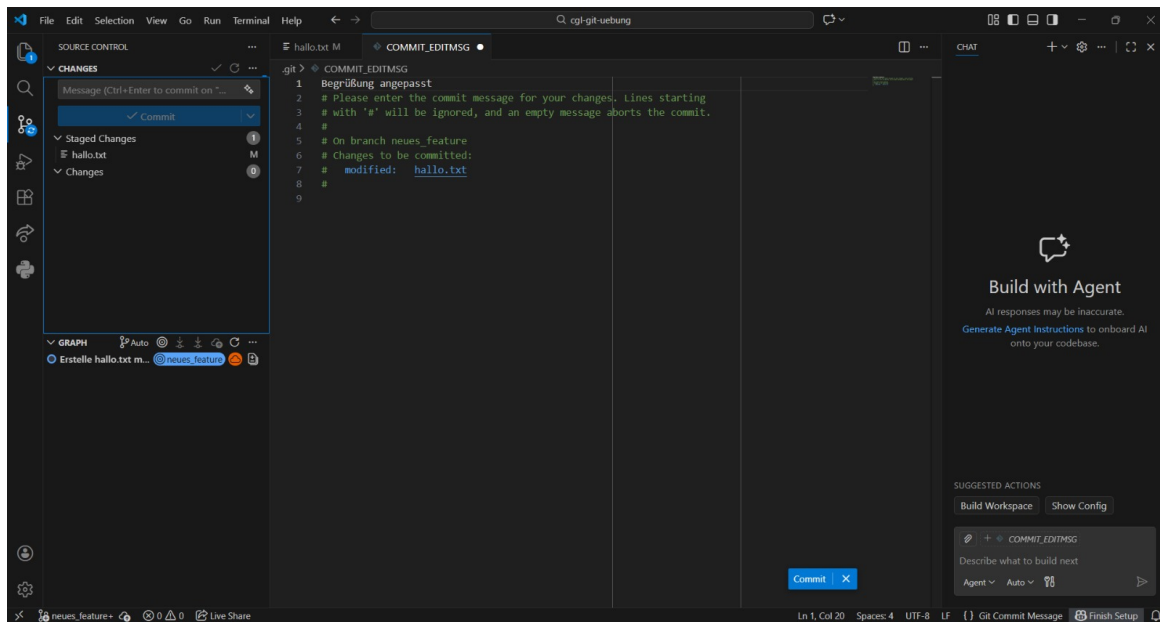 File Edit Selection View Go Run Terminal Help
cgl-git-uebung
SOURCE CONTROL
CHANGES
Message (Ctrl+Enter to commit on "...
Commit
Staged Changes 1
hallo.txt M
Changes 0
GRAPH Auto
Erstelle hallo.txt m... neues_feature
hallo.txt M
COMMIT_EDITMSG
.git > COMMIT_EDITMSG
1 Begrüßung angepasst
2 # Please enter the commit message for your changes. Lines starting
3 # with '#' will be ignored, and an empty message aborts the commit.
4 #
5 # On branch neues_feature
6 # Changes to be committed:
7 # modified: hallo.txt
8 #
9
Commit
CHAT
Build with Agent
AI responses may be inaccurate.
Generate Agent Instructions to onboard AI
onto your codebase.
SUGGESTED ACTIONS
Build Workspace Show Config
COMMIT_EDITMSG
Describe what to build next
Agent Auto
1
neues_feature+ 0 0 Live Share
Ln 1, Col 20 Spaces: 4 UTF-8 LF {} Git Commit Message Finish Setup